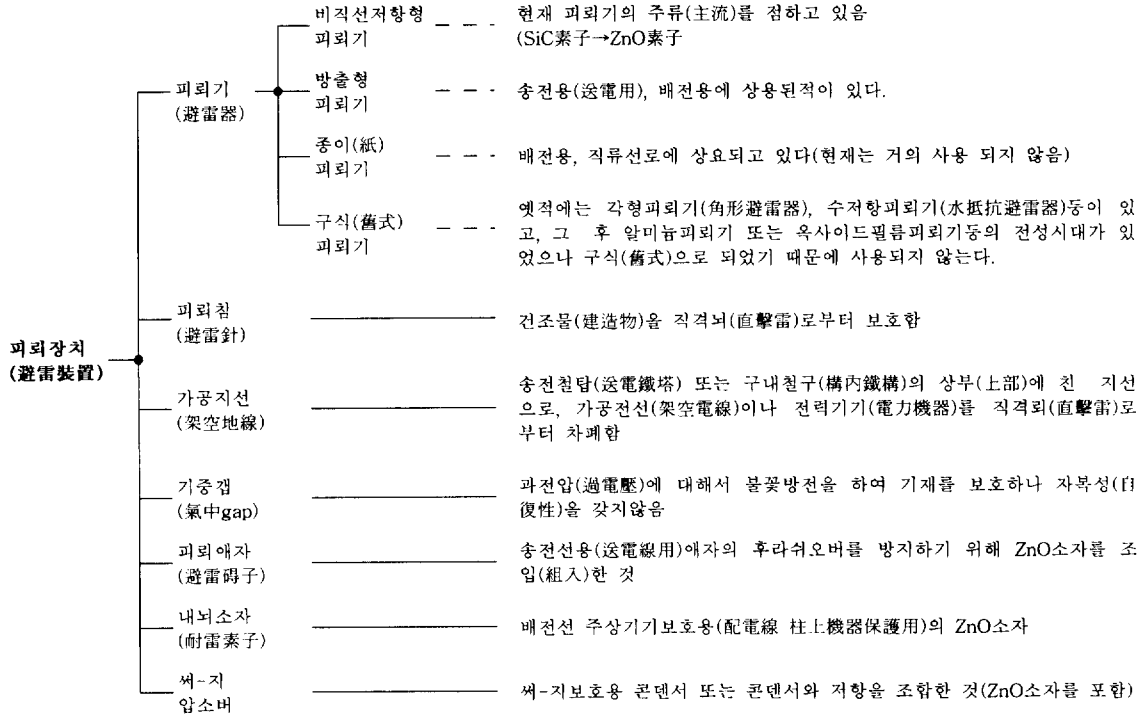 비직선저항형
피뢰기
현재 피뢰기의 주류(主流)를 점하고 있음
(SiC素子→ZnO素子
피뢰기
(避雷器)
방출형
피뢰기
송전용(送電用), 배전용에 상용된적이 있다.
종이(紙)
피뢰기
배전용, 직류선로에 상요되고 있다(현재는 거의 사용 되지 않음)
구식(舊式)
피뢰기
옛적에는 각형피뢰기(角形避雷器), 수저항피뢰기(水抵抗避雷器)등이 있
고, 그 후 알미늄피뢰기 또는 옥사이드필름피뢰기등의 전성시대가 있
었으나 구식(舊式)으로 되었기 때문에 사용되지 않는다.
피뢰침
(避雷針)
건조물(建造物)을 직격뇌(直擊雷)로부터 보호함
피뢰장치
(避雷裝置)
가공지선
(架空地線)
송전철탑(送電鐵塔) 또는 구내철구(構內鐵構)의 상부(上部)에 친 지선
으로, 가공전선(架空電線)이나 전력기기(電力機器)를 직격뢰(直擊雷)로
부터 차폐함
기중갭
(氣中gap)
과전압(過電壓)에 대해서 불꽃방전을 하여 기재를 보호하나 자복성(自
復性)을 갖지않음
피뢰애자
(避雷碍子)
송전선용(送電線用)애자의 후라쉬오버를 방지하기 위해 ZnO소자를 조
입(組入)한 것
내뇌소자
(耐雷素子)
배전선 주상기기보호용(配電線 柱上機器保護用)의 ZnO소자
써-지
압소버
써-지보호용 콘덴서 또는 콘덴서와 저항을 조합한 것(ZnO소자를 포함)